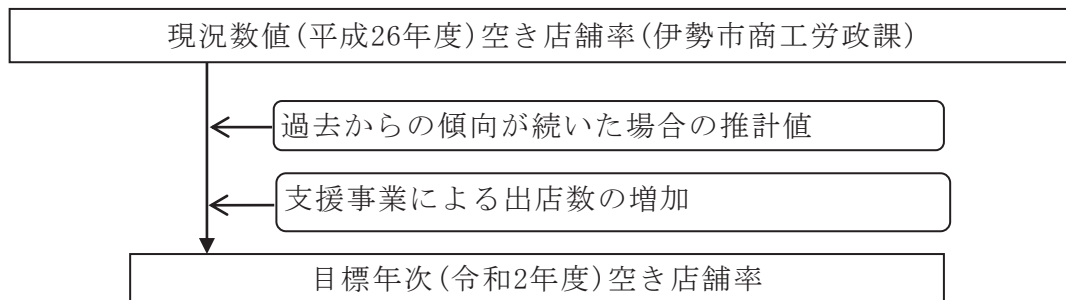 現況数値(平成26年度)空き店舗率(伊勢市商工労政課)
過去からの傾向が続いた場合の推計値
支援事業による出店数の増加
目標年次(令和2年度)空き店舗率